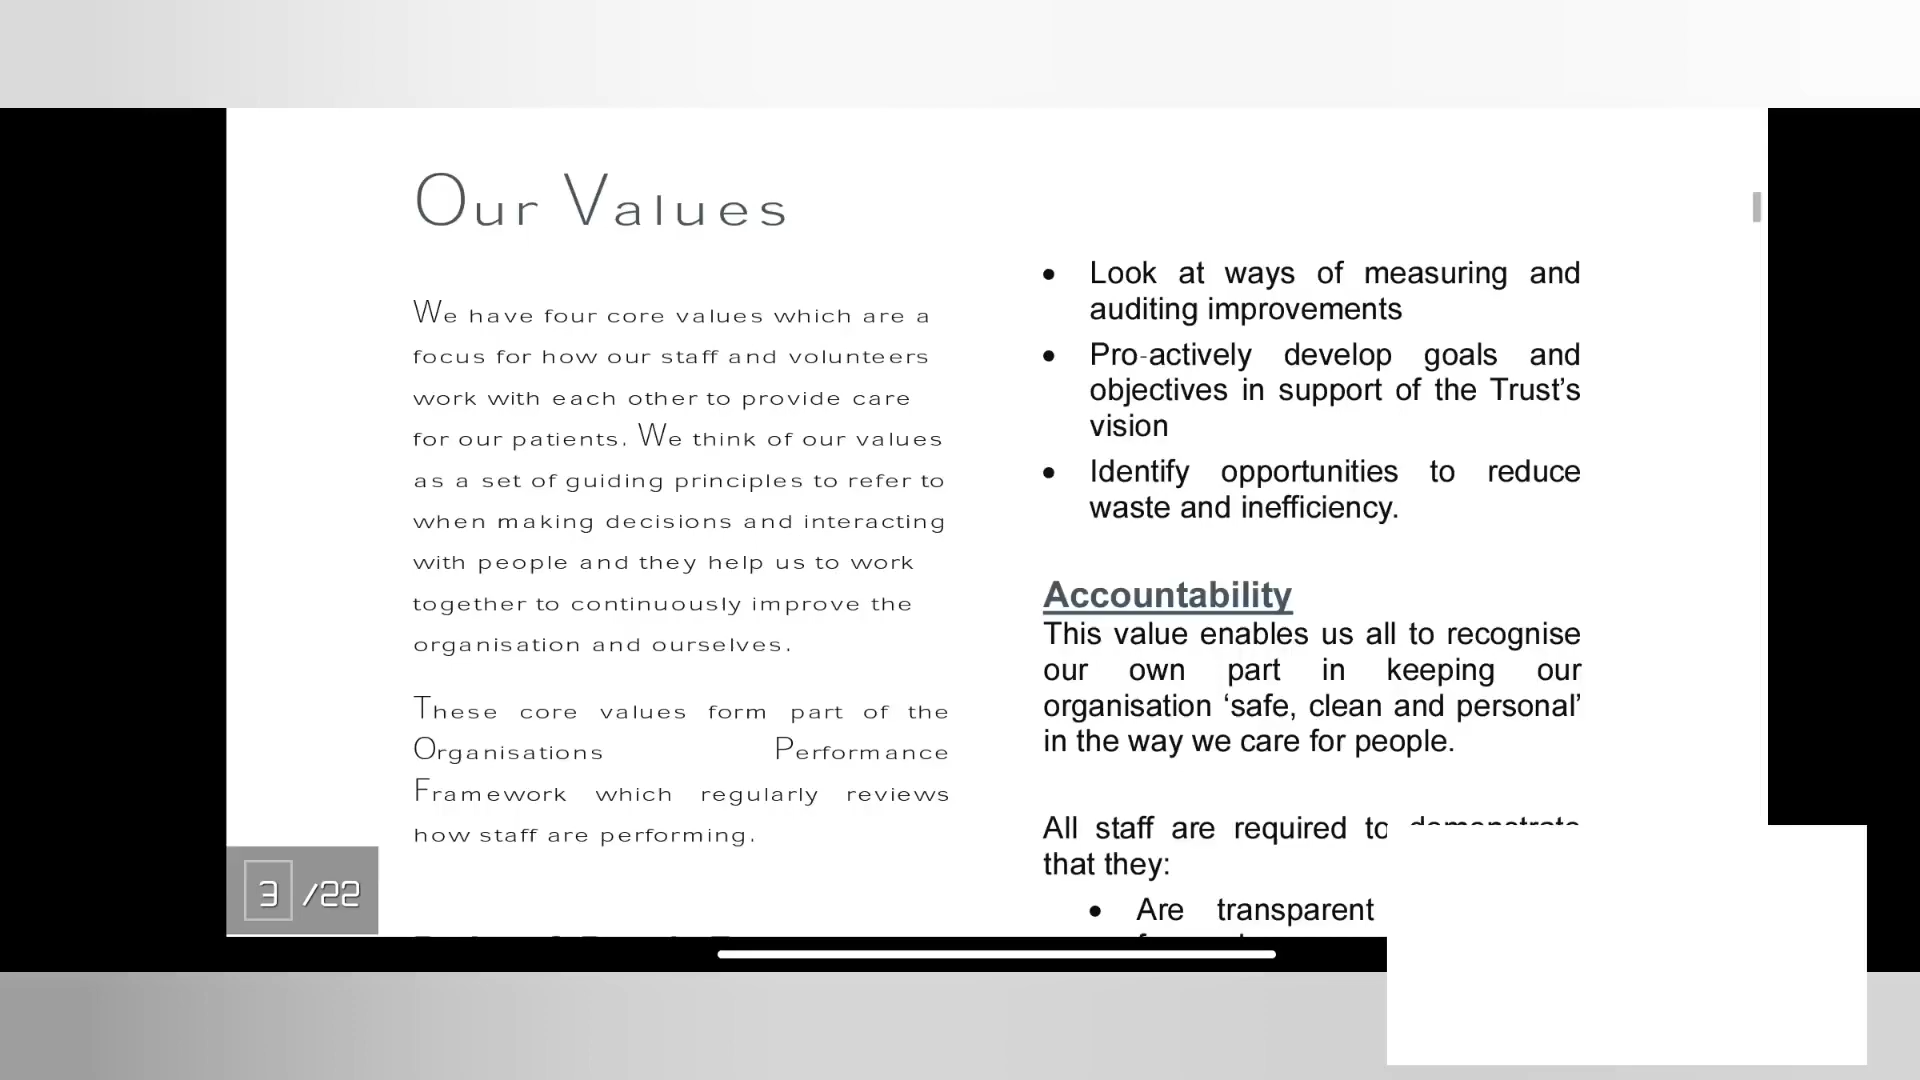 Our Values
We have four core values which are a
focus for how our staff and volunteers
work with each other to provide care
for our patients. We think of our values
as a set of guiding principles to refer to
when making decisions and interacting
with people and they help us to work
together to continuously improve the
organisation and ourselves.
These core values form part of the
Organisations Performance
Framework which regularly reviews
how staff are performing.
3 /22
• Look at ways of measuring and
auditing improvements
• Pro-actively develop goals and
objectives in support of the Trust’s
vision
• Identify opportunities to reduce
waste and inefficiency.
Accountability
This value enables us all to recognise
our own part in keeping our
organisation ‘safe, clean and personal’
in the way we care for people.
All staff are required to demonstrate
that they:
• Are transparent